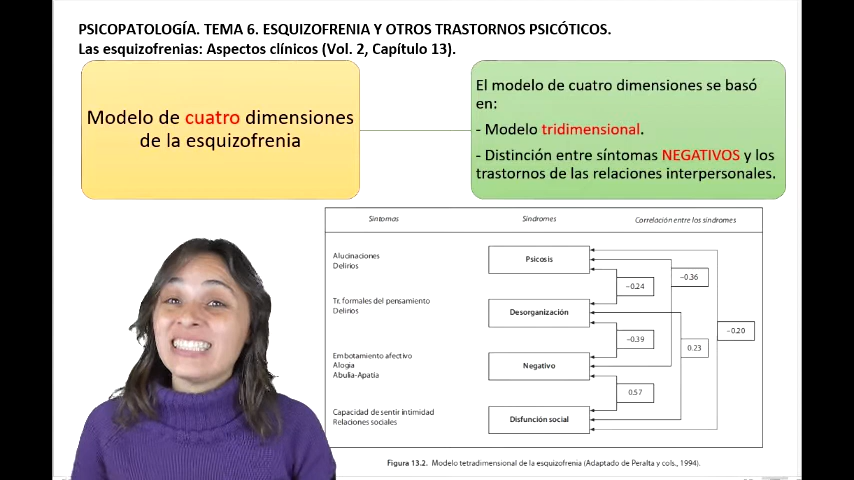 PSICOPATOLOGÍA. TEMA 6. ESQUIZOFRENIA Y OTROS TRASTORNOS PSICÓTICOS.
Las esquizofrenias: Aspectos clínicos (Vol. 2, Capítulo 13).
Modelo de cuatro dimensiones
de la esquizofrenia
El modelo de cuatro dimensiones se basó
en:
- Modelo tridimensional.
- Distinción entre síntomas NEGATIVOS y los
trastornos de las relaciones interpersonales.
Síntomas Síndromes Correlación entre los síndromes
Alucinaciones
Delirios
Psicosis
-0.36
-0.24
Tr. formales del pensamiento
Delirios
Desorganización
-0.20
-0.39
0.23
Embotamiento afectivo
Alogia
Abulia-Apatía
Negativo
0.57
Capacidad de sentir intimidad
Relaciones sociales
Disfunción social
Figura 13.2. Modelo tetradimensional de la esquizofrenia (Adaptado de Peralta y cols., 1994).